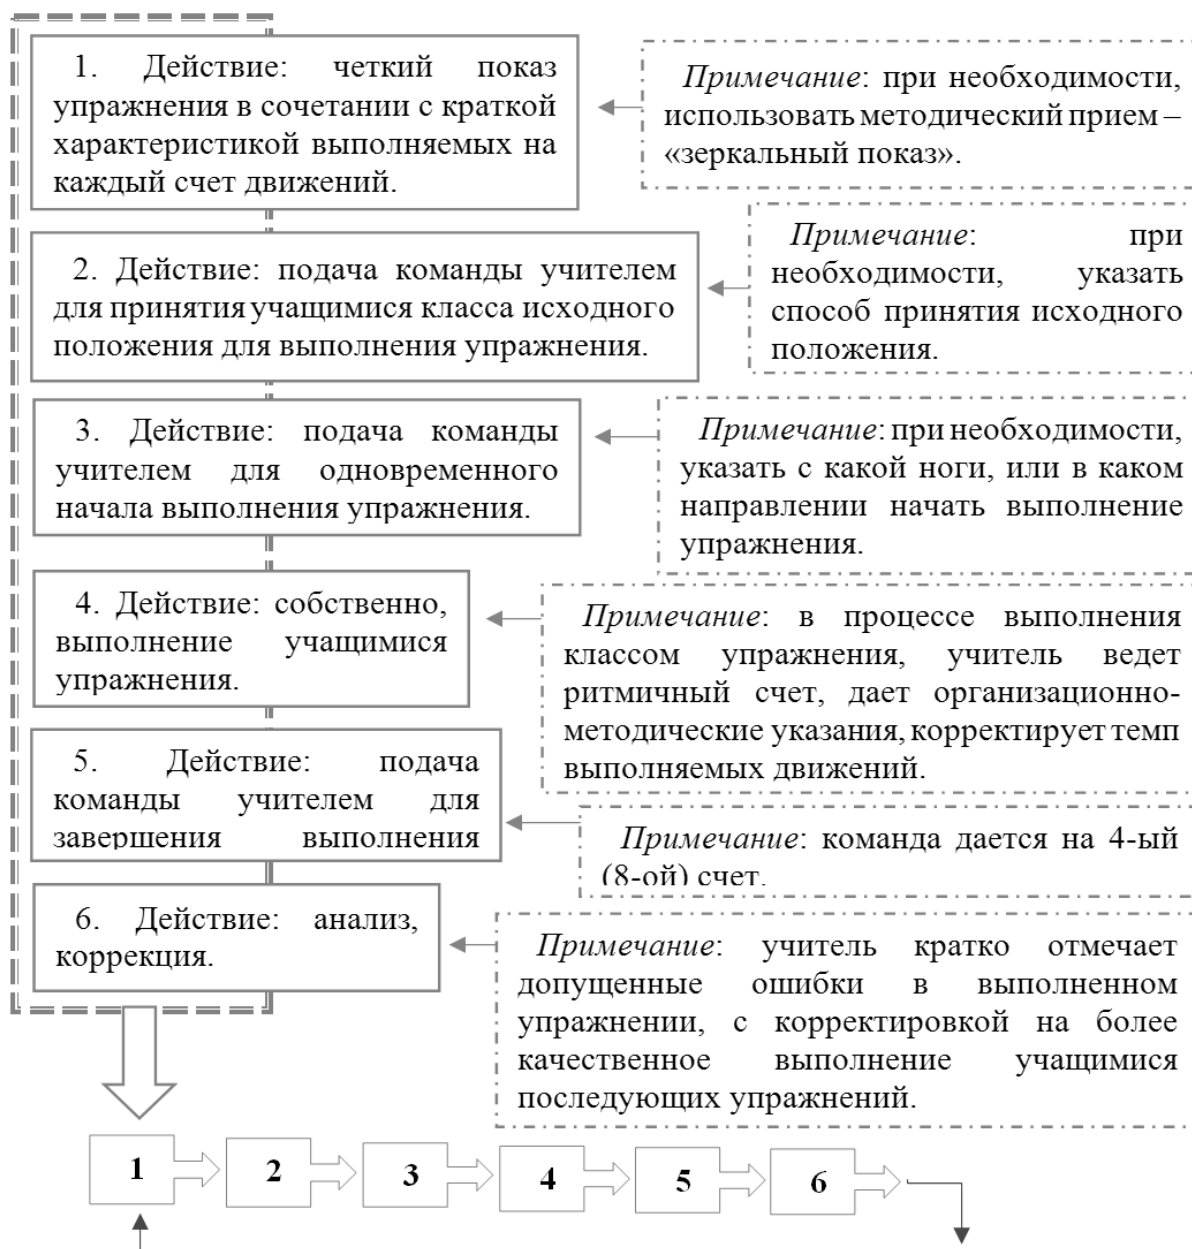 1. Действие: четкий показ
упражнения в сочетании с краткой
характеристикой выполняемых на
каждый счет движений.
Примечание: при необходимости,
использовать методический прием –
«зеркальный показ».
2. Действие: подача команды учителем
для принятия учащимися класса исходного
положения для выполнения упражнения.
Примечание: при
необходимости, указать
способ принятия исходного
положения.
3. Действие: подача команды
учителем для одновременного
начала выполнения упражнения.
Примечание: при необходимости,
указать с какой ноги, или в каком
направлении начать выполнение
упражнения.
4. Действие: собственно,
выполнение учащимися
упражнения.
Примечание: в процессе выполнения
классом упражнения, учитель ведет
ритмичный счет, дает организационно-
методические указания, корректирует темп
выполняемых движений.
5. Действие: подача
команды учителем для
завершения выполнения
Примечание: команда дается на 4-ый
(8-ой) счет.
6. Действие: анализ,
коррекция.
Примечание: учитель кратко отмечает
допущенные ошибки в выполненном
упражнении, с корректировкой на более
качественное выполнение учащимися
последующих упражнений.
1 2 3 4 5 6